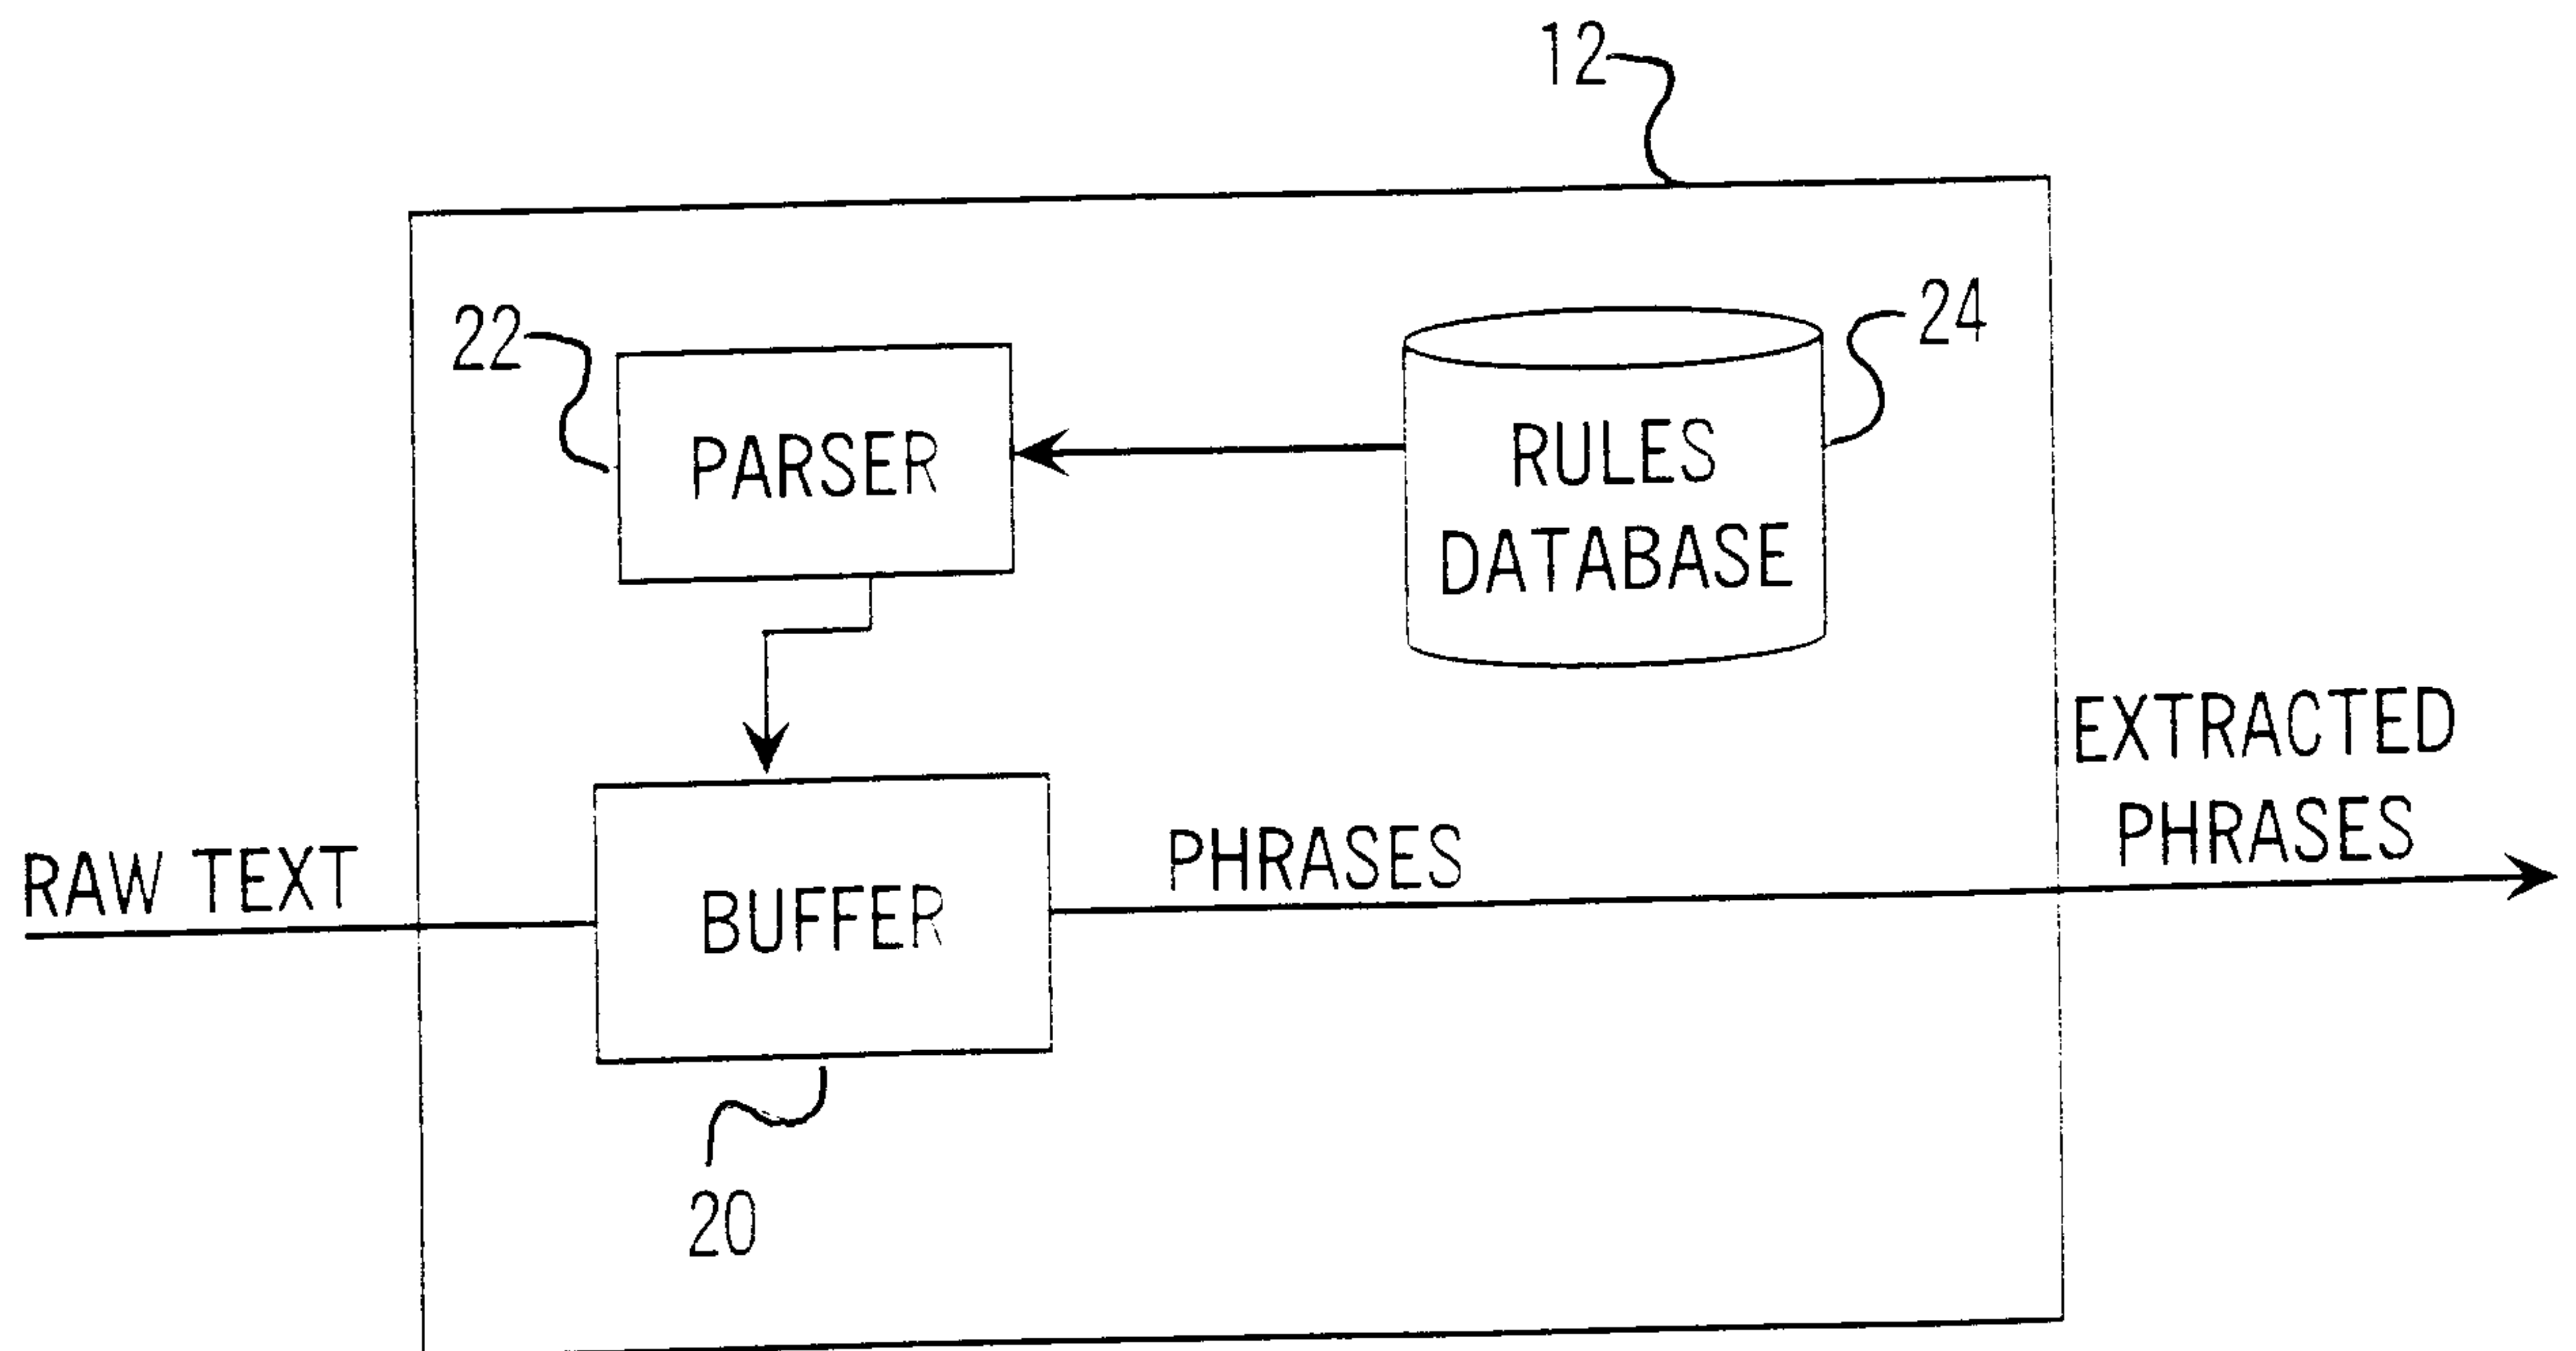 12
22
24
PARSER
RULES
DATABASE
EXTRACTED
PHRASES
RAW TEXT
PHRASES
BUFFER
20